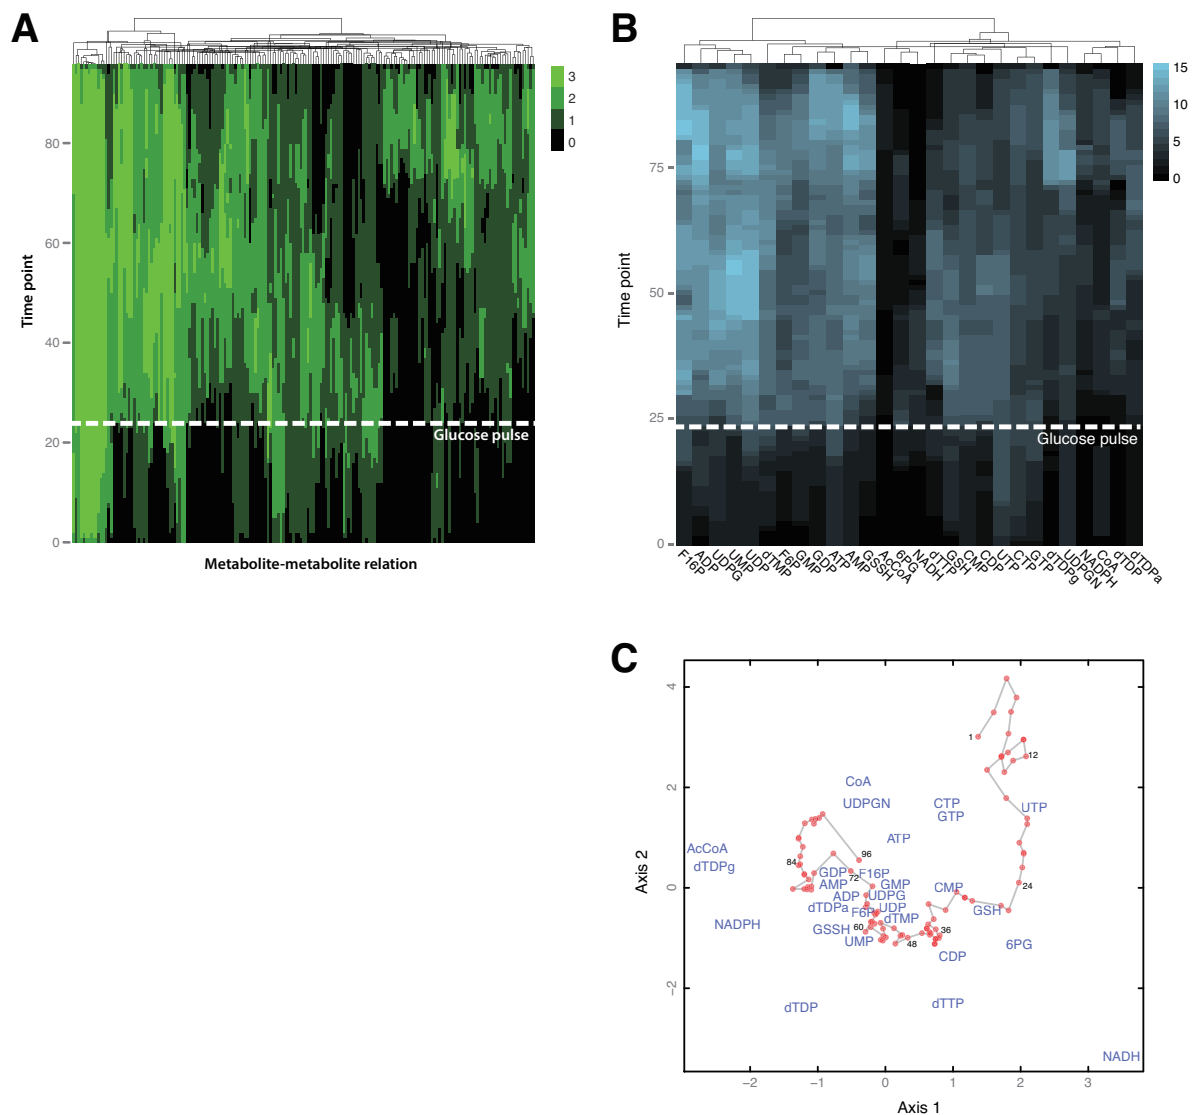 A
3
2
1
0
80
60
40
20
0
Time point
Glucose pulse
Metabolite-metabolite relation
B
15
10
5
0
75
50
25
0
Time point
Glucose pulse
F16P
ADP
UDPG
UMP
UDP
dTMP
F6P
GMP
GDP
ATP
AMP
GSSH
AcCoA
6PG
NADH
dTTP
GSH
CMP
CDP
UTP
CTP
GTP
dTDPg
UDPGN
NADPH
CoA
dTDP
dTDPa
C
4
2
0
−2
Axis 2
1
12
CoA
UDPGN
CTP
UTP
GTP
ATP
AcCoA
96
84
dTDPg
GDP
72
F16P
AMP
GMP
CMP
24
ADP
UDPG
dTDPa
F6P
UDP
GSH
NADPH
dTMP
GSSH
60
36
UMP
48
6PG
CDP
dTDP
dTTP
NADH
−2
−1
0
1
2
3
Axis 1